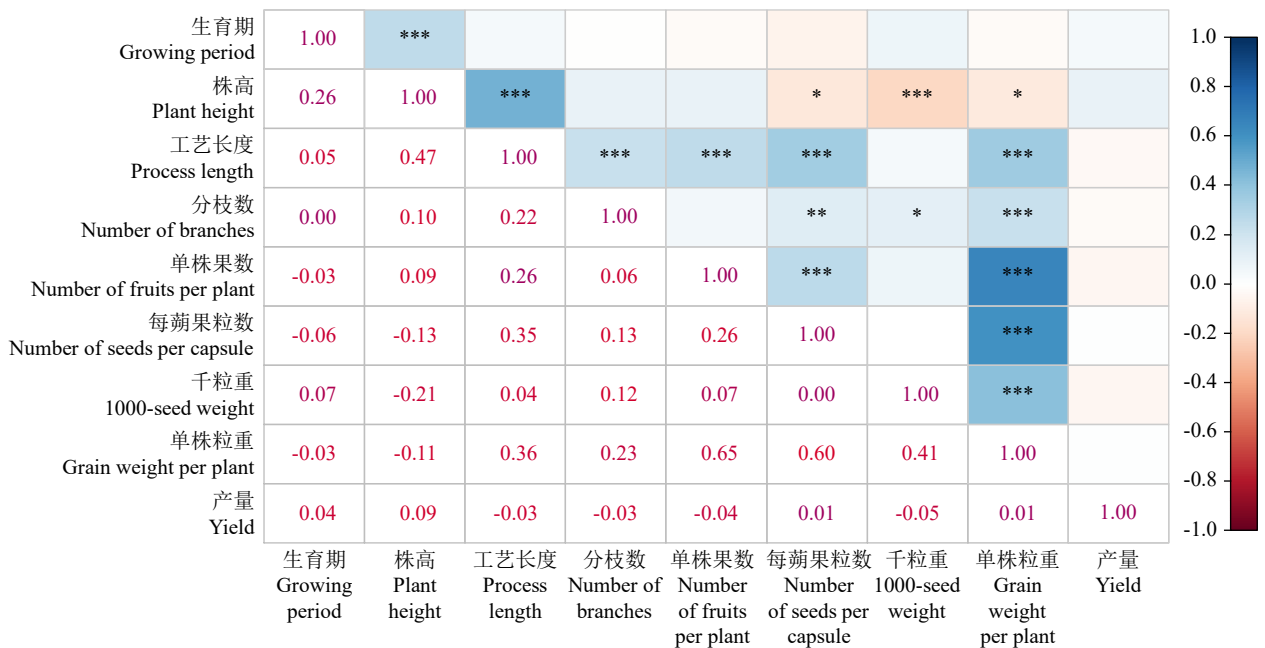 生育期
Growing period
1.00 ***
株高
Plant height
0.26 1.00 *** * *** *
工艺长度
Process length
0.05 0.47 1.00 *** *** *** ***
分枝数
Number of branches
0.00 0.10 0.22 1.00 ** * ***
单株果数
Number of fruits per plant
-0.03 0.09 0.26 0.06 1.00 *** ***
每蒴果粒数
Number of seeds per capsule
-0.06 -0.13 0.35 0.13 0.26 1.00 ***
千粒重
1000-seed weight
0.07 -0.21 0.04 0.12 0.07 0.00 1.00 ***
单株粒重
Grain weight per plant
-0.03 -0.11 0.36 0.23 0.65 0.60 0.41 1.00
产量
Yield
0.04 0.09 -0.03 -0.03 -0.04 0.01 -0.05 0.01 1.00
生育期
Growing
period
株高
Plant
height
工艺长度
Process
length
分枝数
Number of
branches
单株果数
Number
of fruits
per plant
每蒴果粒数
Number
of seeds per
capsule
千粒重
1000-seed
weight
单株粒重
Grain
weight
per plant
产量
Yield
1.0
0.8
0.6
0.4
0.2
0.0
-0.2
-0.4
-0.6
-0.8
-1.0